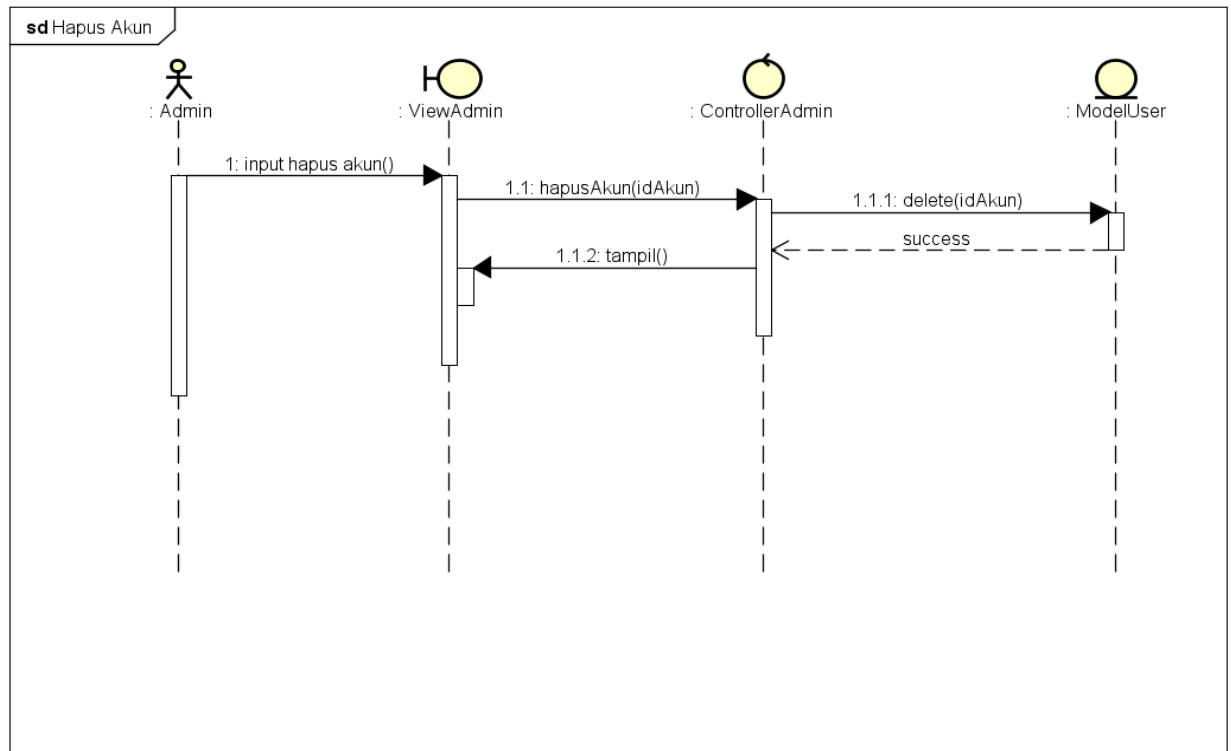 sd Hapus Akun
: Admin
: ViewAdmin
: ControllerAdmin
: ModelUser
1: input hapus akun()
1.1: hapusAkun(idAkun)
1.1.1: delete(idAkun)
success
1.1.2: tampil()